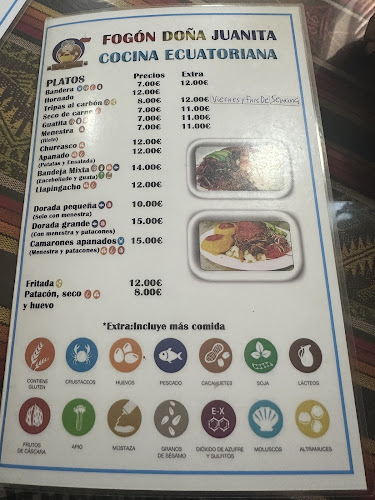 FOGÓN DOÑA JUANITA
COCINA ECUATORIANA
PLATOS Precios Extra
Bandera 7.00€ 12.00€
Hornado 12.00€
Tripas al carbón 8.00€ 12.00€ Viernes y Fines De Semana
Seco de carne 7.00€ 11.00€
Guatita 7.00€ 11.00€
Menestra 7.00€ 11.00€
Churrasco 12.00€
Apanado 12.00€
(Patatas y Ensalada)
Bandeja Mixta 14.00€
(Encebollado y guata)
Llapingacho 12.00€
Dorada pequeña 10.00€
(Solo con menestra)
Dorada grande 15.00€
(Con menestra y patacones)
Camarones apanados 15.00€
(Menestra y patacones)
Fritada 12.00€
Patacón, seco 8.00€
y huevo
*Extra:Incluye más comida
CONTIENE GLUTEN CRUSTÁCEOS HUEVOS PESCADO CACAHUETES SOJA LÁCTEOS
E-X
FRUTOS DE CÁSCARA APIO MOSTAZA GRANOS DE SÉSAMO DIÓXIDO DE AZUFRE Y SULFITOS MOLUSCOS ALTRAMUCES